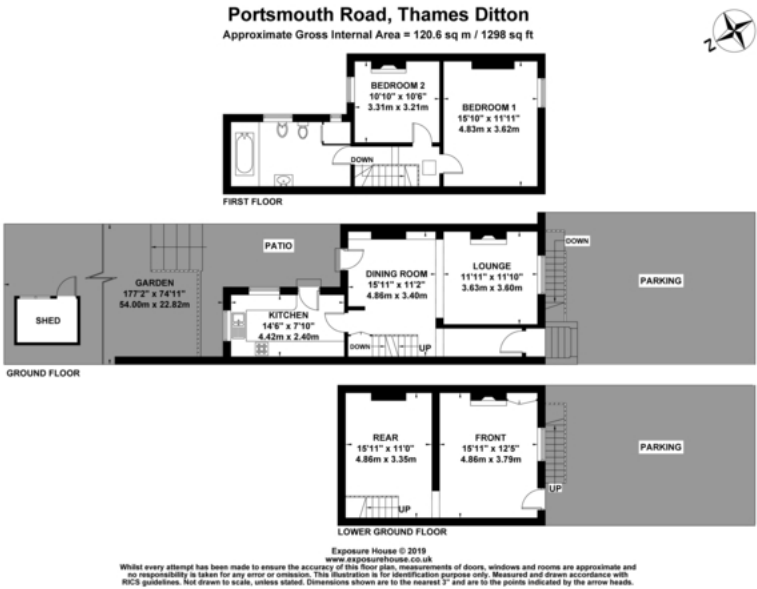 Portsmouth Road, Thames Ditton
Approximate Gross Internal Area = 120.6 sq m / 1298 sq ft
Z
BEDROOM 2
10'10" x 10'6"
3.31m x 3.21m
BEDROOM 1
15'10" x 11'11"
4.83m x 3.62m
DOWN
FIRST FLOOR
PATIO
DOWN
GARDEN
177'2" x 74'11"
54.00m x 22.82m
DINING ROOM
15'11" x 11'2"
4.86m x 3.40m
LOUNGE
11'11" x 11'10"
3.63m x 3.60m
PARKING
SHED
KITCHEN
14'6" x 7'10"
4.42m x 2.40m
DOWN
UP
GROUND FLOOR
REAR
15'11" x 11'0"
4.86m x 3.35m
FRONT
15'11" x 12'5"
4.86m x 3.79m
PARKING
UP
UP
LOWER GROUND FLOOR
Exposure House © 2019
www.exposurehouse.co.uk
Whilst every attempt has been made to ensure the accuracy of this floor plan, measurements of doors, windows and rooms are approximate and
no responsibility is taken for any error or omission. This illustration is for identification purpose only. Measured and drawn accordance with
RICS guidelines. Not drawn to scale, unless stated. Dimensions shown are to the nearest 3" and are to the points indicated by the arrow heads.